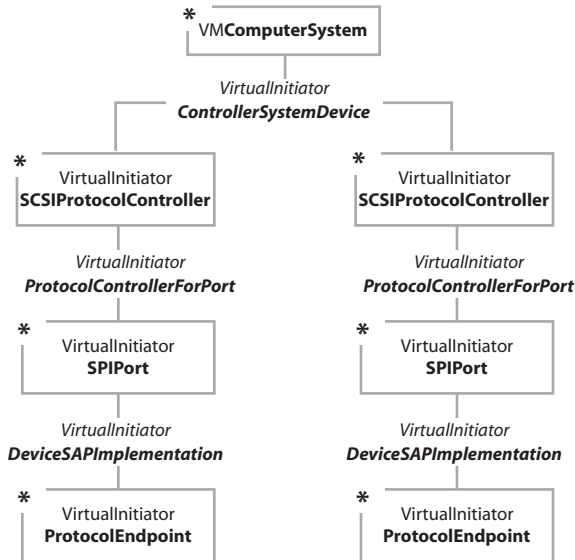 *
VMComputerSystem
VirtualInitiator
ControllerSystemDevice
*
VirtualInitiator
SCSIProtocolController
*
VirtualInitiator
SCSIProtocolController
VirtualInitiator
ProtocolControllerForPort
VirtualInitiator
ProtocolControllerForPort
*
VirtualInitiator
SPIPort
*
VirtualInitiator
SPIPort
VirtualInitiator
DeviceSAPImplementation
VirtualInitiator
DeviceSAPImplementation
*
VirtualInitiator
ProtocolEndpoint
*
VirtualInitiator
ProtocolEndpoint